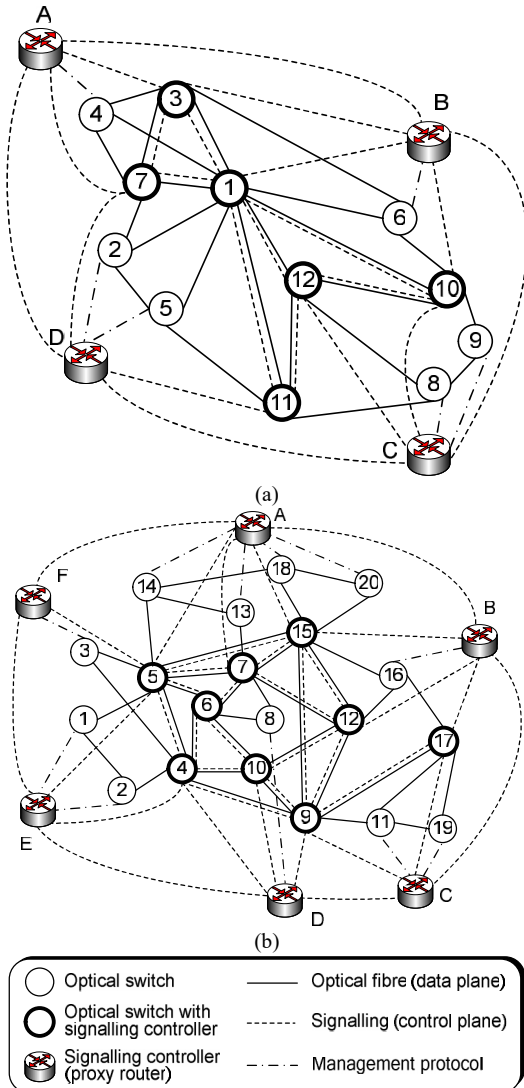 A
B
3
4
7
1
6
2
12
10
5
9
D
8
11
C
(a)
A
F
18
20
14
B
13
3
15
7
16
5
6
8
12
1
17
4
10
2
9
11
19
E
C
D
(b)
Optical switch
Optical fibre (data plane)
Optical switch with
signalling controller
Signalling (control plane)
Signalling controller
(proxy router)
Management protocol